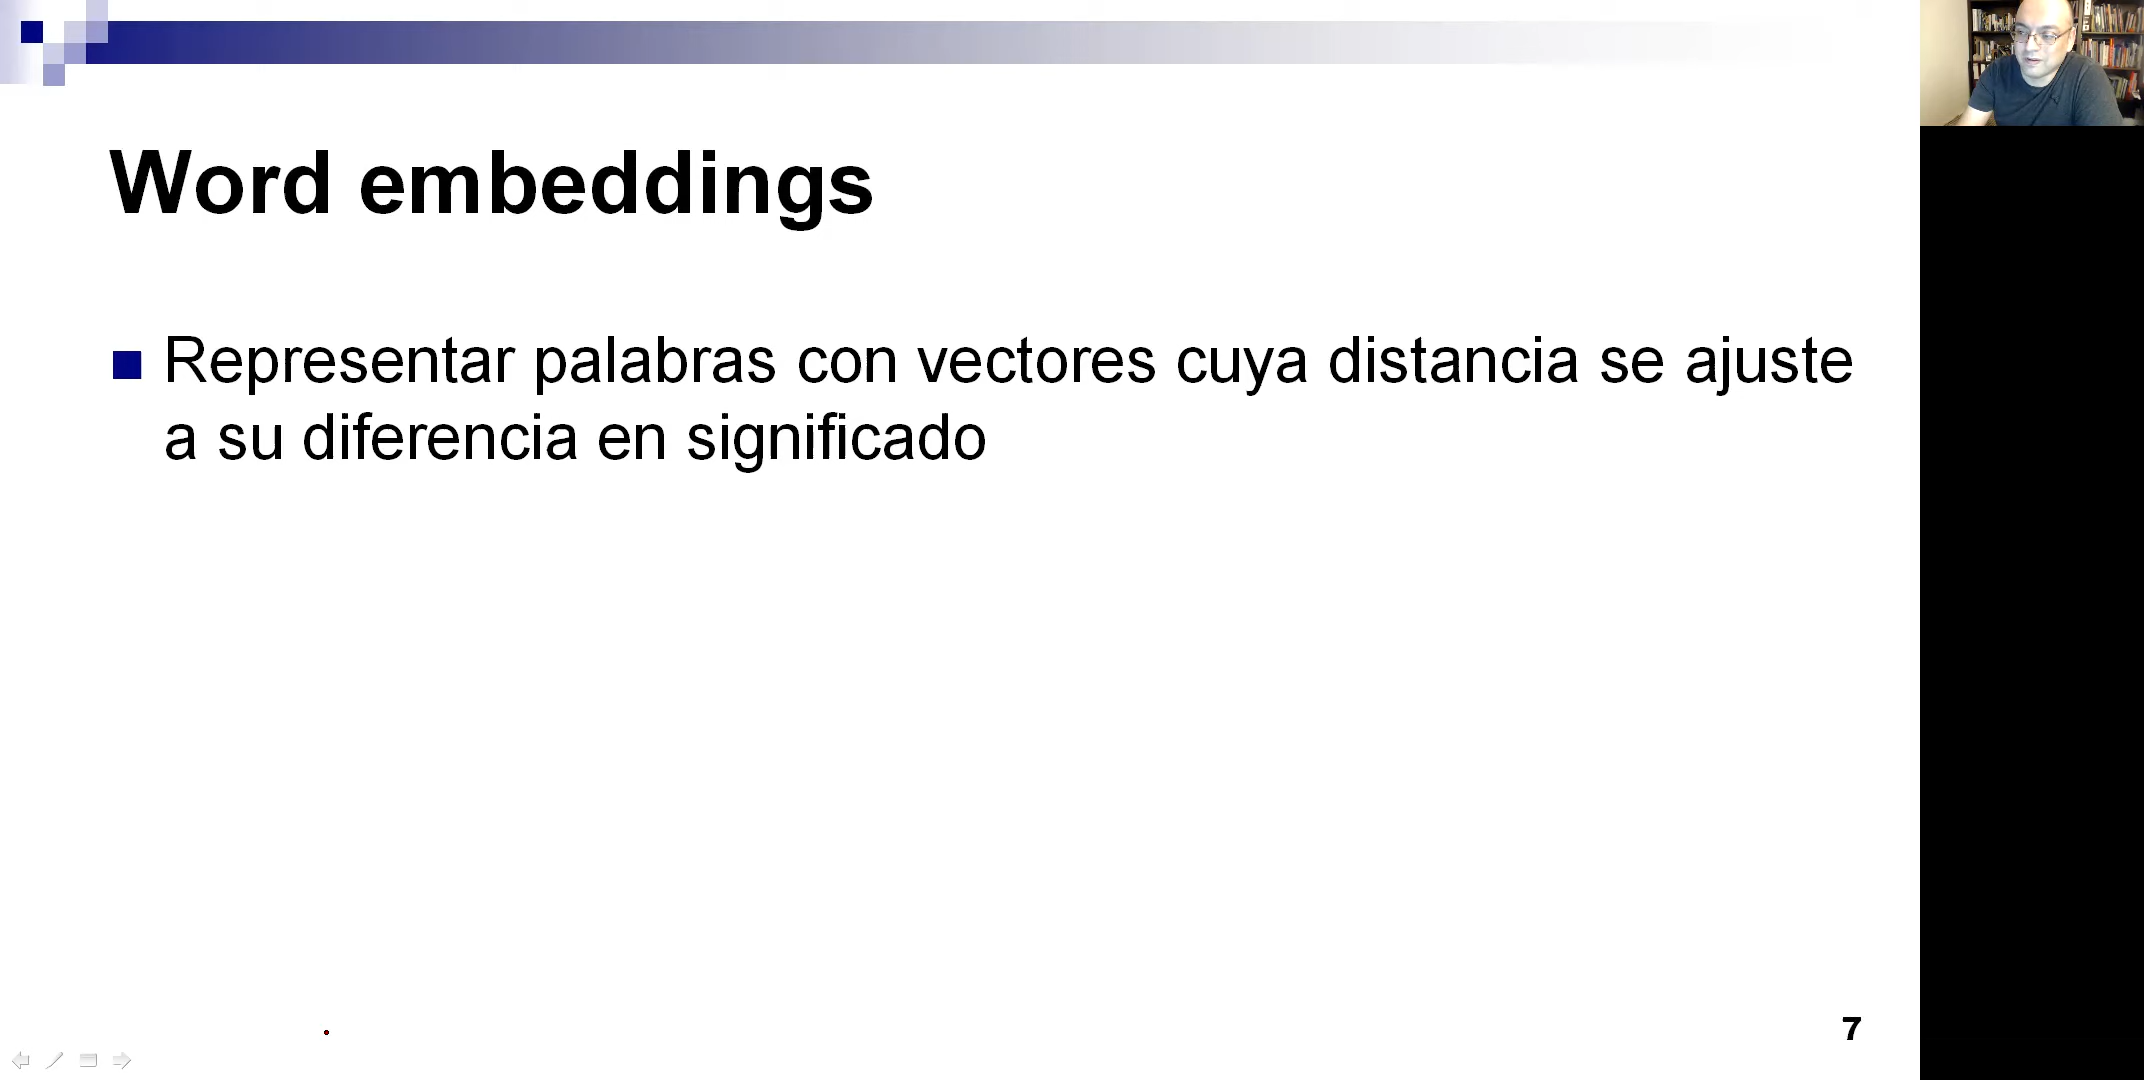 Word embeddings
Representar palabras con vectores cuya distancia se ajuste
a su diferencia en significado
7